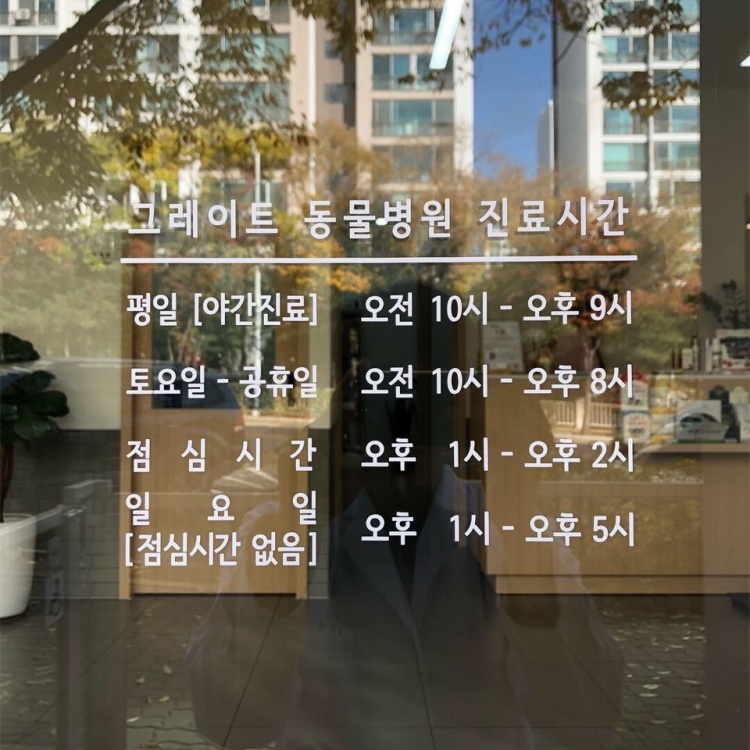 그레이트 동물병원 진료시간
평일 [야간진료] 오전 10시 - 오후 9시
토요일 - 공휴일 오전 10시 - 오후 8시
점심시간 오후 1시 - 오후 2시
일요일
[점심시간 없음] 오후 1시 - 오후 5시